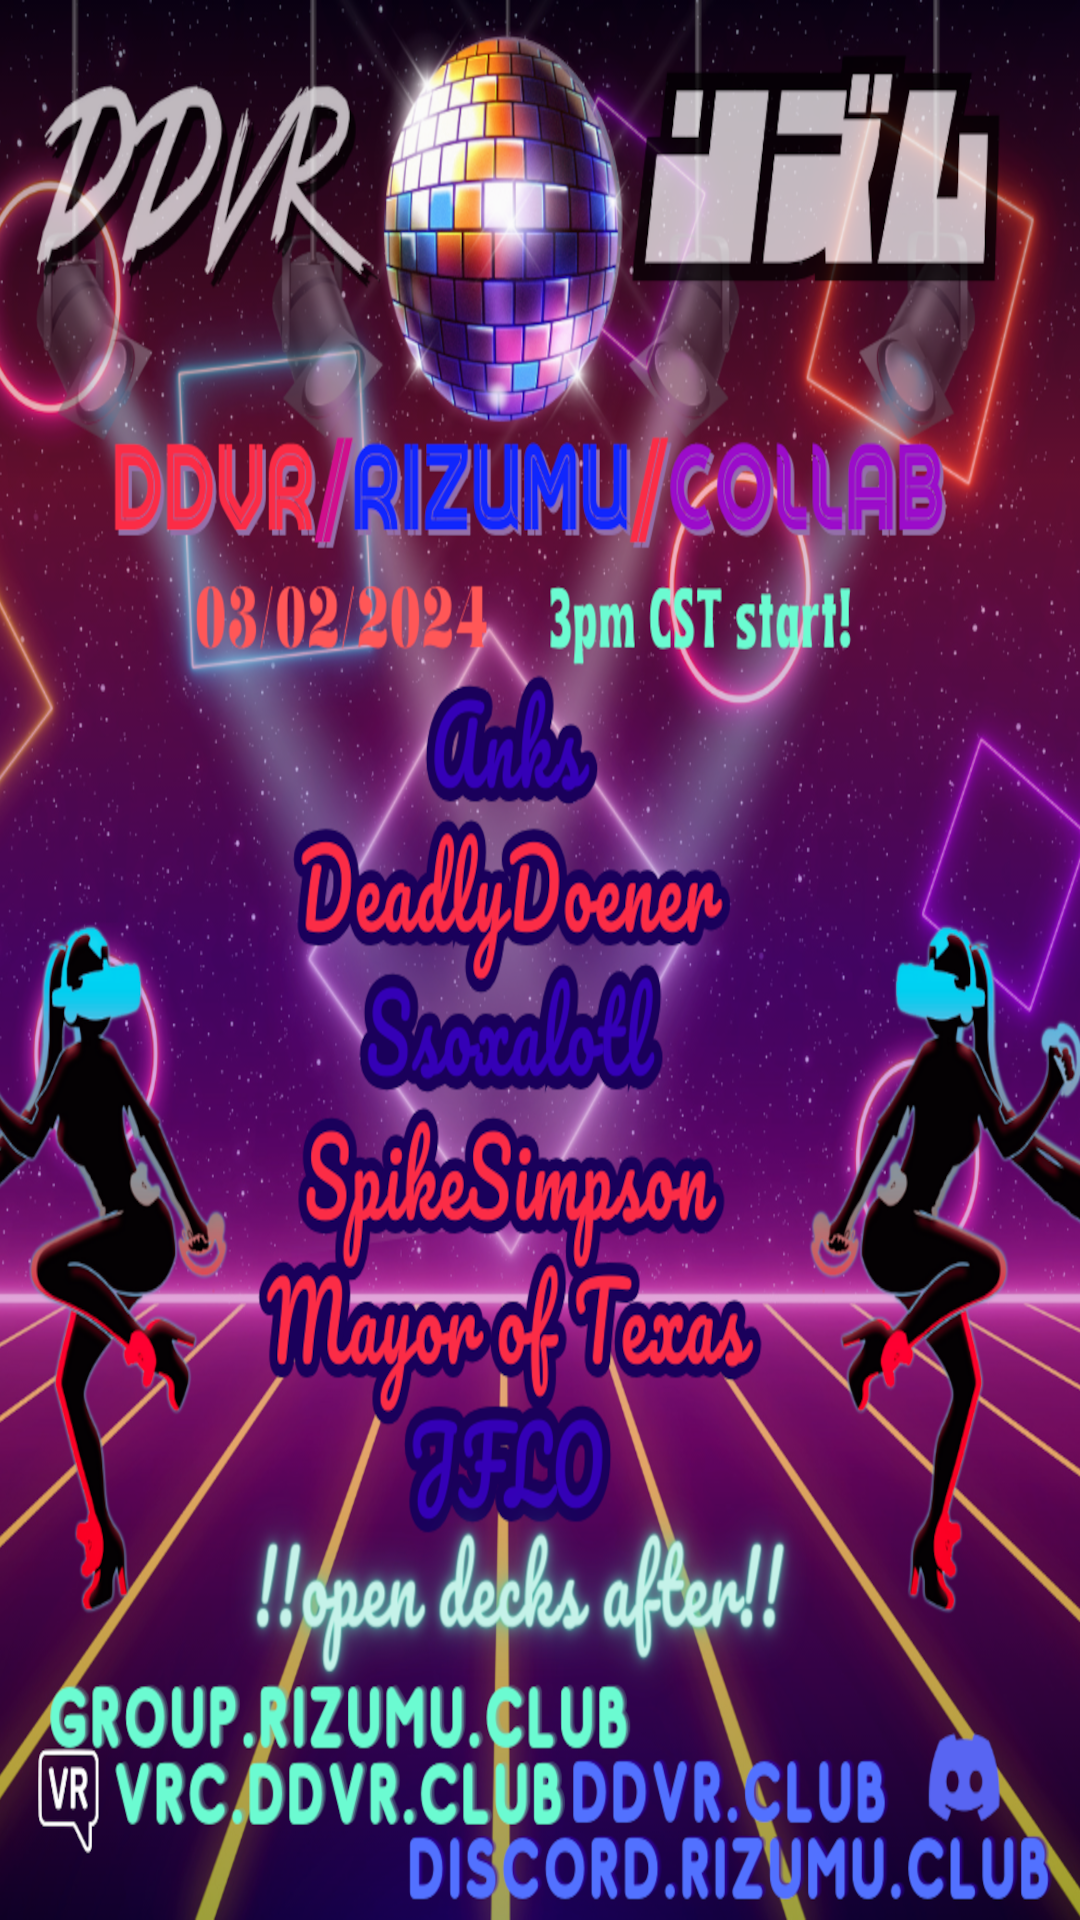 DDVR リズム
DDVR/RIZUMU/COLLAB
03/02/2024 3pm CST start!
Anks
DeadlyDoener
Ssoxalotl
SpikeSimpson
Mayor of Texas
JFLO
!!open decks after!!
GROUP.RIZUMU.CLUB
VR VRC.DDVR.CLUB DDVR.CLUB
DISCORD.RIZUMU.CLUB